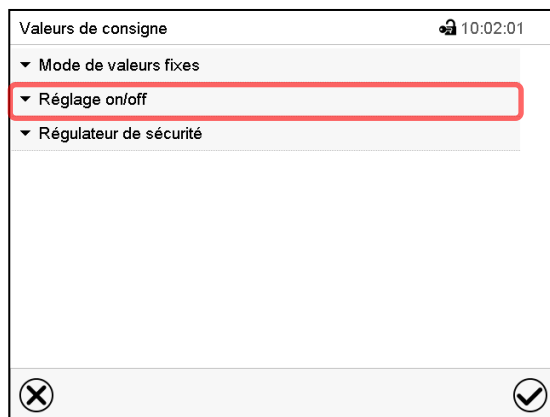 Valeurs de consigne 10:02:01
Mode de valeurs fixes
Réglage on/off
Régulateur de sécurité